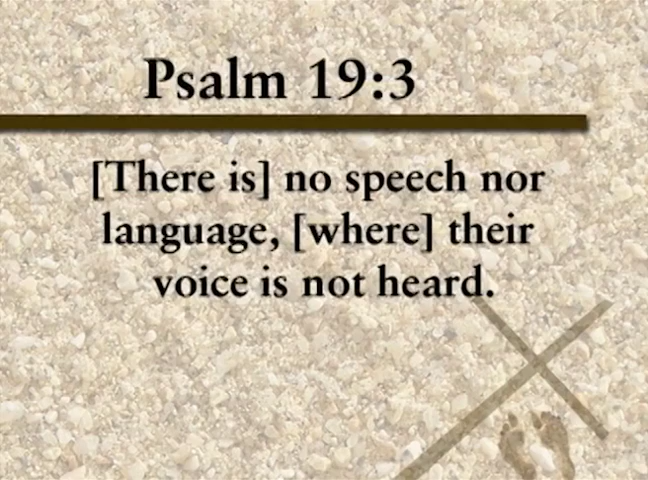 Psalm 19:3
[There is] no speech nor
language, [where] their
voice is not heard.